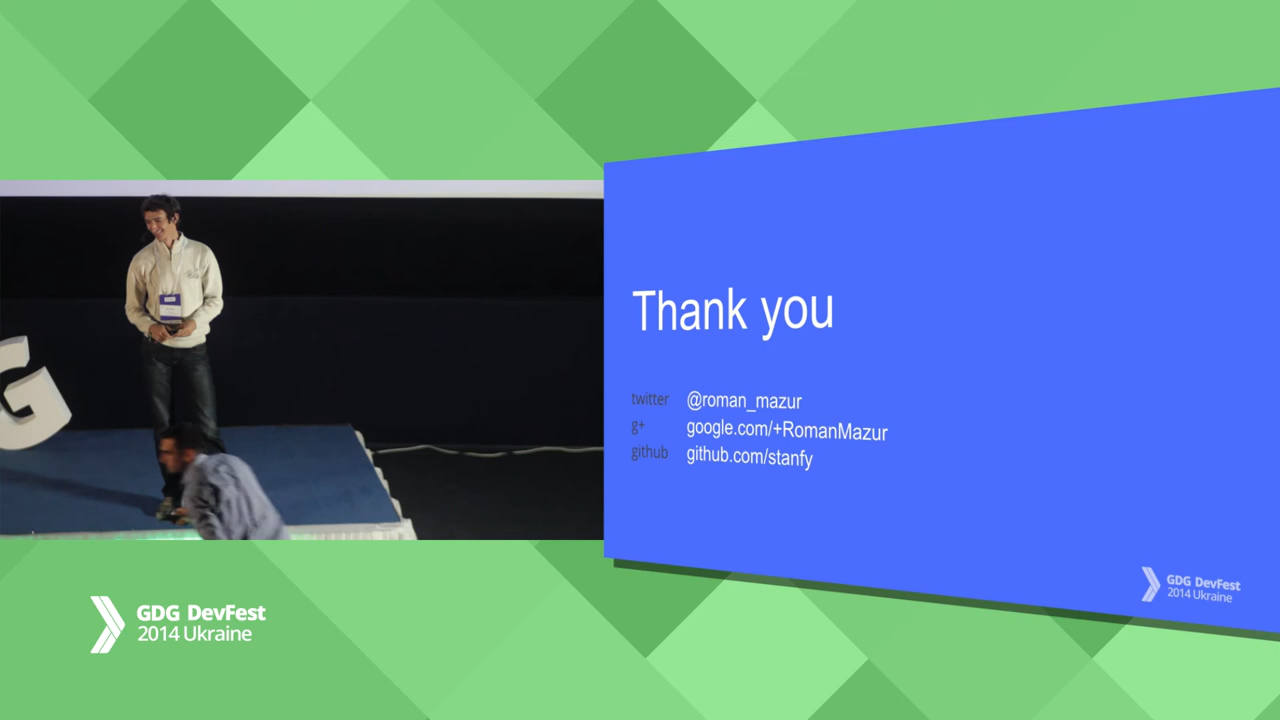 G
Thank you
twitter @roman_mazur
g+ google.com/+RomanMazur
github github.com/stanfy
GDG DevFest
2014 Ukraine
GDG DevFest
2014 Ukraine